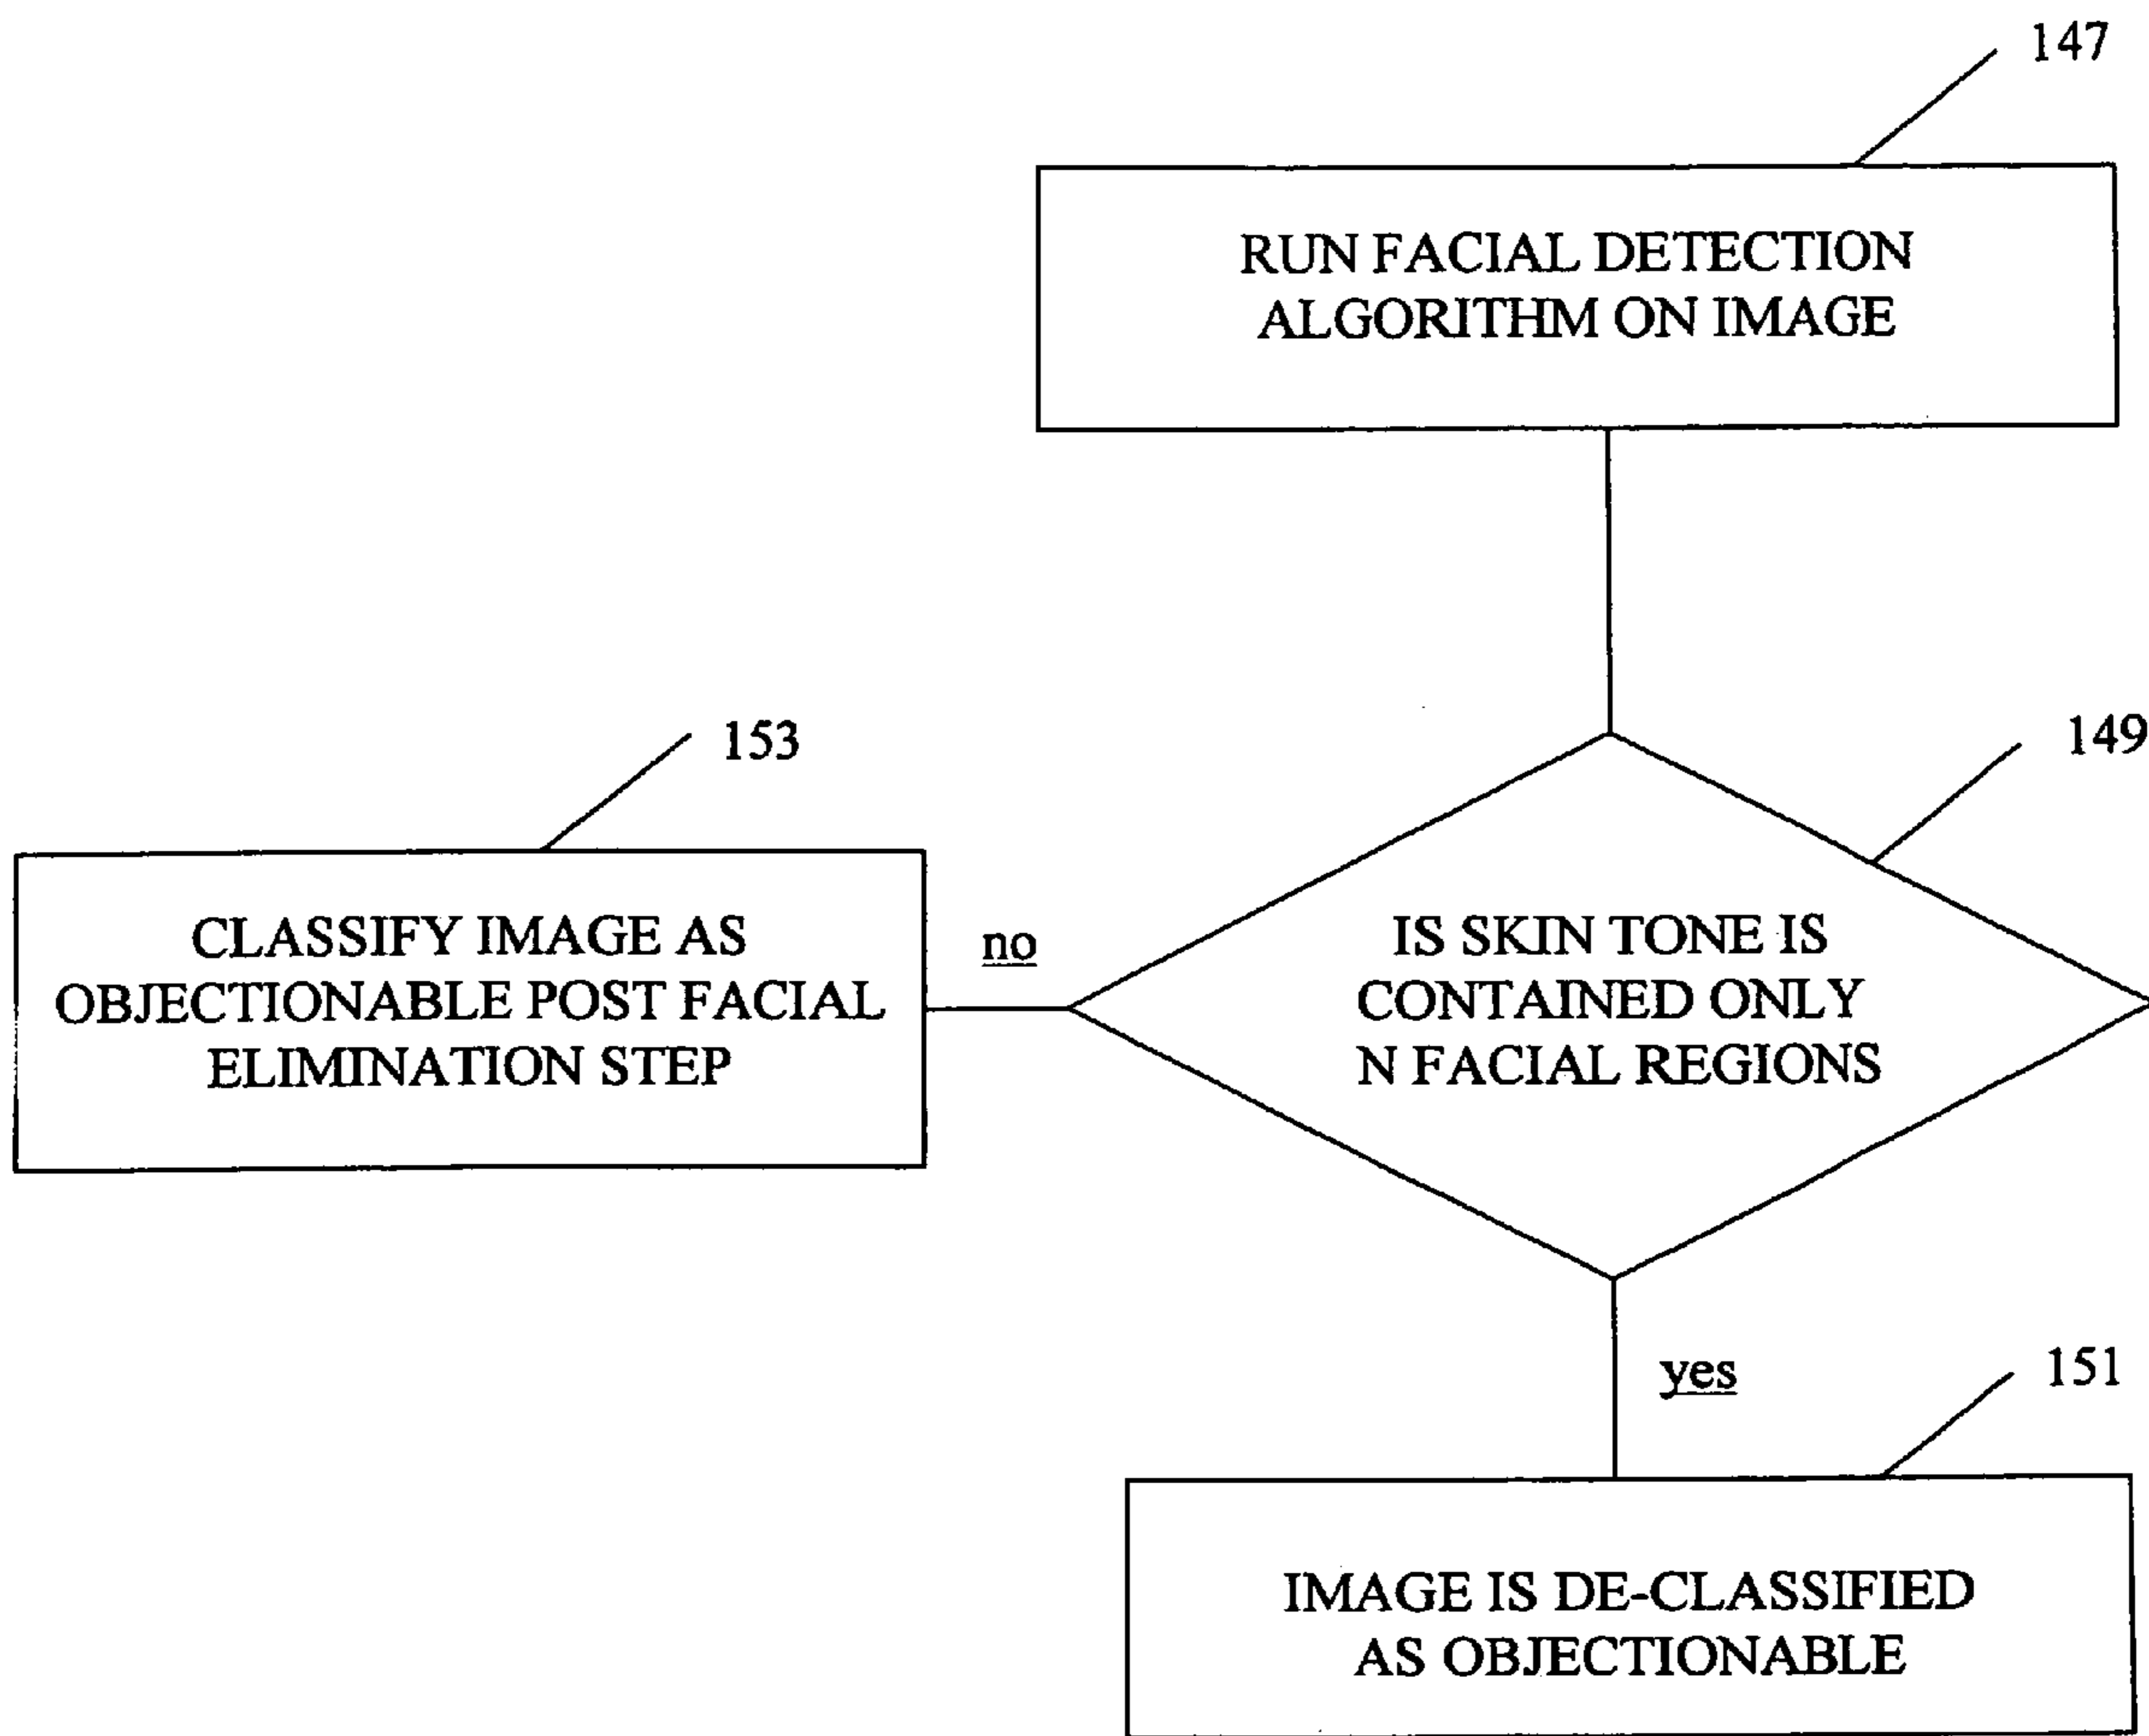 147
RUN FACIAL DETECTION
ALGORITHM ON IMAGE
153
149
CLASSIFY IMAGE AS
OBJECTIONABLE POST FACIAL
ELIMINATION STEP
no
IS SKIN TONE IS
CONTAINED ONLY
N FACIAL REGIONS
yes
151
IMAGE IS DE-CLASSIFIED
AS OBJECTIONABLE